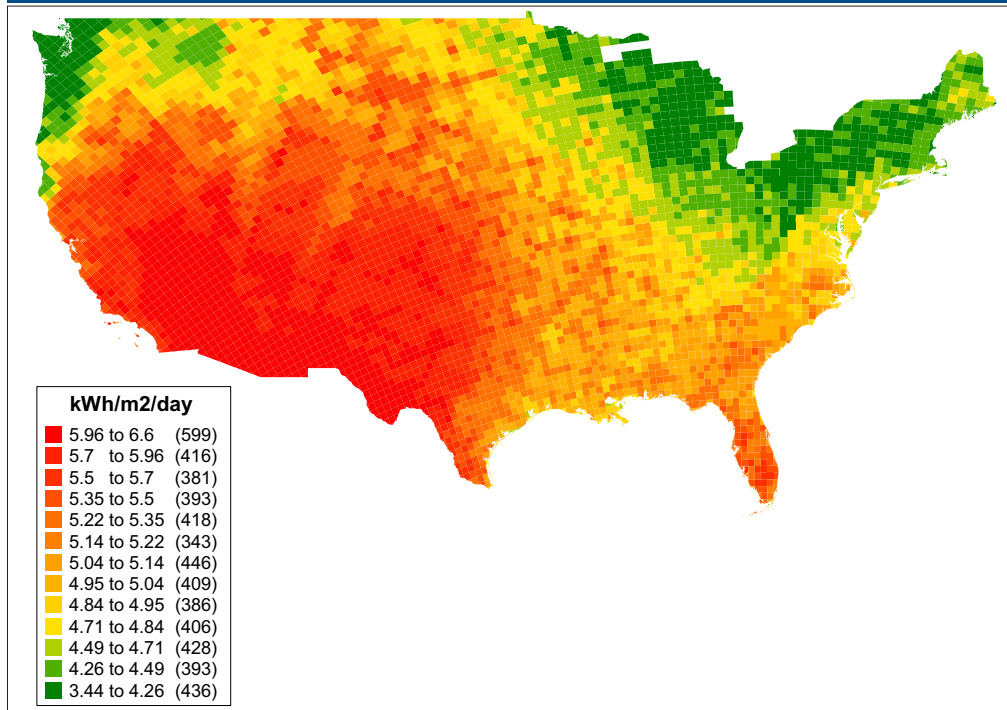 kWh/m2/day
5.96 to 6.6 (599)
5.7 to 5.96 (416)
5.5 to 5.7 (381)
5.35 to 5.5 (393)
5.22 to 5.35 (418)
5.14 to 5.22 (343)
5.04 to 5.14 (446)
4.95 to 5.04 (409)
4.84 to 4.95 (386)
4.71 to 4.84 (406)
4.49 to 4.71 (428)
4.26 to 4.49 (393)
3.44 to 4.26 (436)